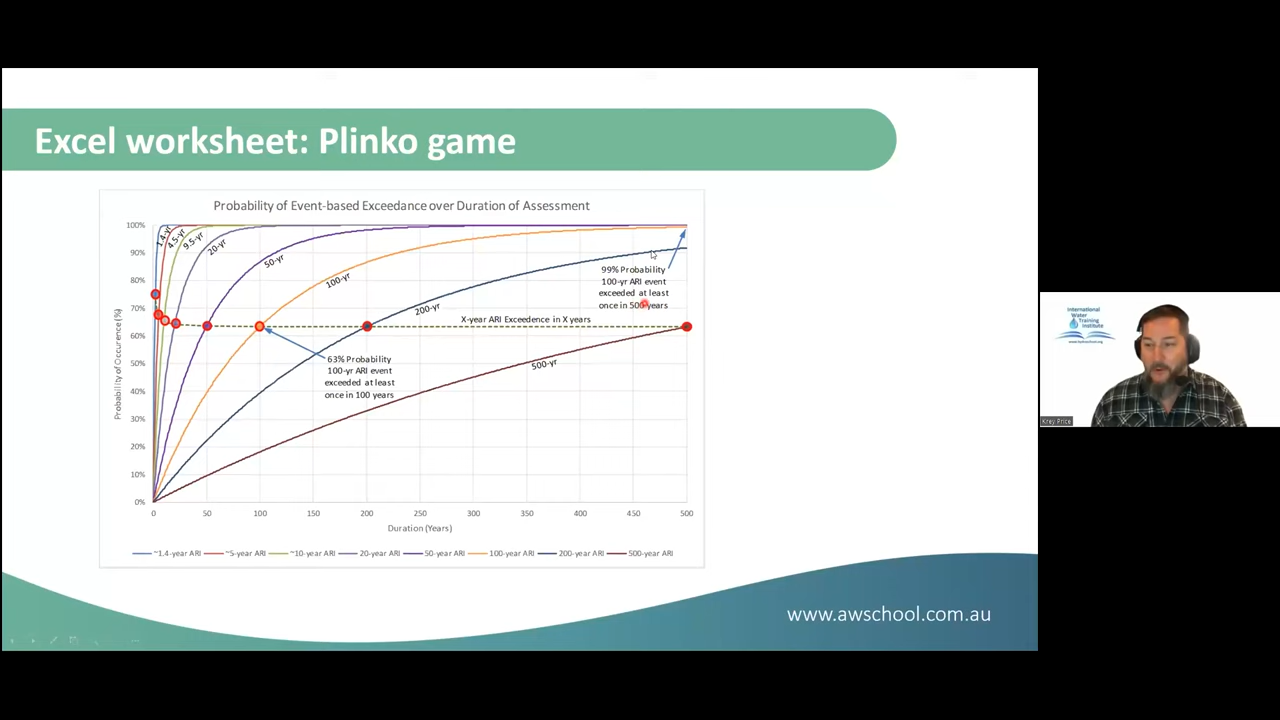 Excel worksheet: Plinko game
Probability of Event-based Exceedance over Duration of Assessment
100%
90%
80%
70%
60%
50%
40%
30%
20%
10%
0%
Probability of Occurence (%)
1.4-yr
4.5-yr
9.5-yr
20-yr
50-yr
100-yr
200-yr
500-yr
X-year ARI Exceedence in X years
99% Probability
100-yr ARI event
exceeded at least
once in 500 years
63% Probability
100-yr ARI event
exceeded at least
once in 100 years
0 50 100 150 200 250 300 350 400 450 500
Duration (Years)
~1.4-year ARI ~5-year ARI ~10-year ARI 20-year ARI 50-year ARI 100-year ARI 200-year ARI 500-year ARI
www.awschool.com.au
International
Water
Training
Institute
Krey Price